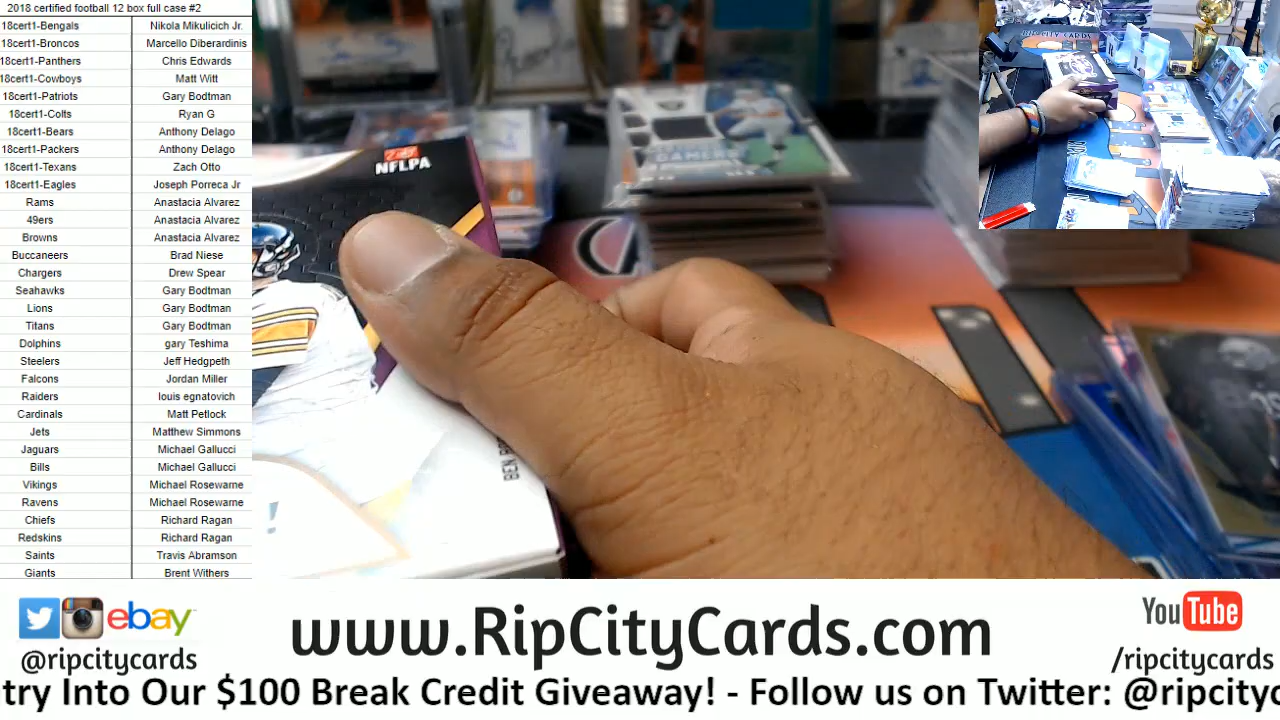 2018 certified football 12 box full case #2
18cert1-Bengals Nikola Mikulicich Jr.
18cert1-Broncos Marcello Diberardinis
18cert1-Panthers Chris Edwards
18cert1-Cowboys Matt Witt
18cert1-Patriots Gary Bodtman
18cert1-Colts Ryan G
18cert1-Bears Anthony Delago
18cert1-Packers Anthony Delago
18cert1-Texans Zach Otto
18cert1-Eagles Joseph Porreca Jr
Rams Anastacia Alvarez
49ers Anastacia Alvarez
Browns Anastacia Alvarez
Buccaneers Brad Niese
Chargers Drew Spear
Seahawks Gary Bodtman
Lions Gary Bodtman
Titans Gary Bodtman
Dolphins gary Teshima
Steelers Jeff Hedgpeth
Falcons Jordan Miller
Raiders louis egnatovich
Cardinals Matt Petlock
Jets Matthew Simmons
Jaguars Michael Gallucci
Bills Michael Gallucci
Vikings Michael Rosewarne
Ravens Michael Rosewarne
Chiefs Richard Ragan
Redskins Richard Ragan
Saints Travis Abramson
Giants Brent Withers
NFLPA
BEN
ebay
@ripcitycards
www.RipCityCards.com
YouTube
/ripcitycards
try Into Our $100 Break Credit Giveaway! - Follow us on Twitter: @ripcityc